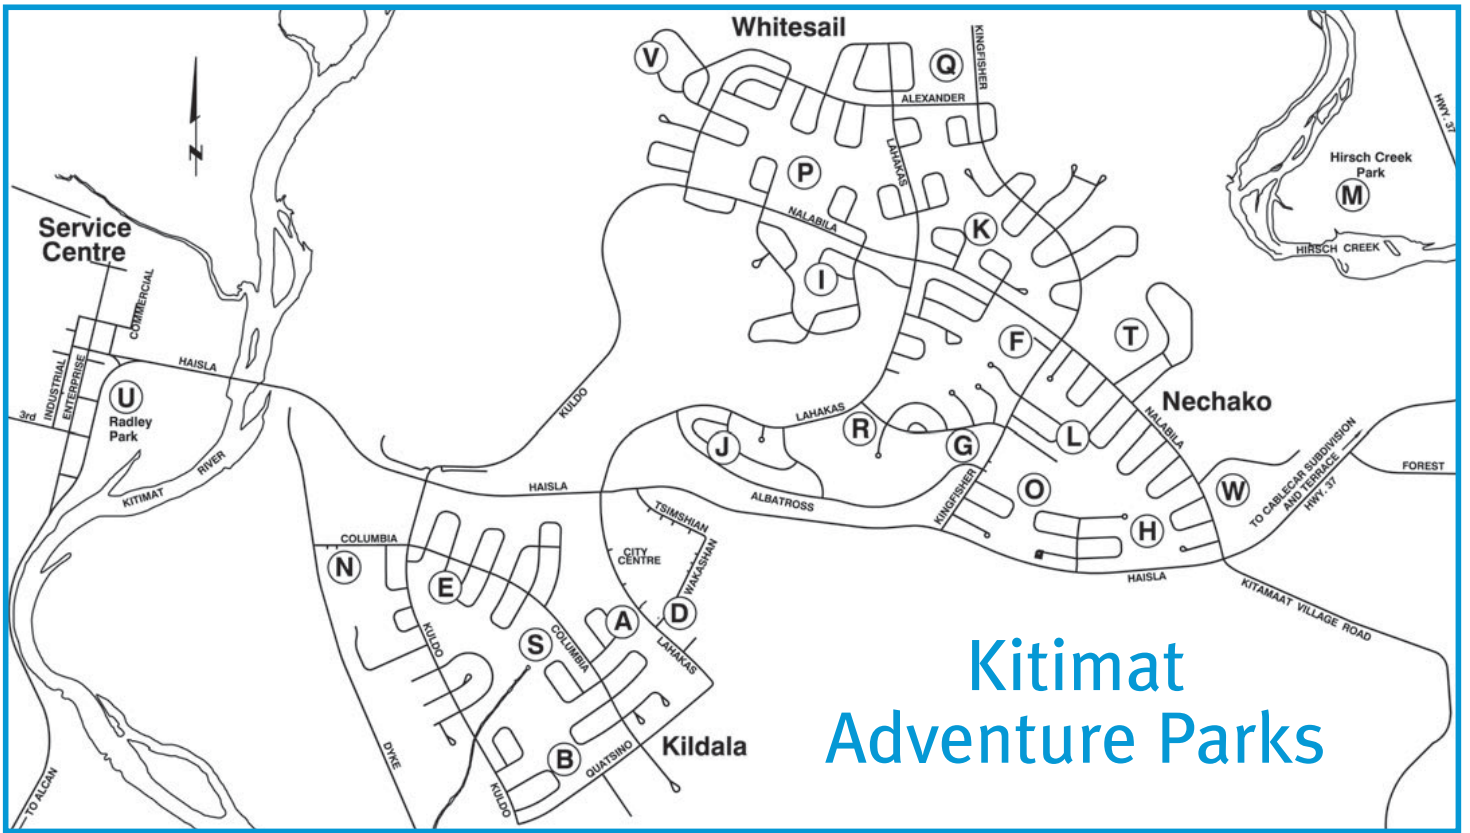 Whitesail
V
Q
KINGFISHER
ALEXANDER
HWY. 37
N
LAHAKAS
P
Hirsch Creek
Park
M
NALABILA
K
HIRSCH CREEK
Service
Centre
COMMERCIAL
I
F
T
HAISLA
INDUSTRIAL
ENTERPRISE
U
Radley
Park
3rd
KULDO
LAHAKAS
Nechako
NALABILA
R
J
G
L
TO CABLECAR SUBDIVISION
AND TERRACE
HWY. 37
FOREST
KITIMAT
RIVER
HAISLA
ALBATROSS
KINGFISHER
O
W
H
TSIMSHIAN
CITY
CENTRE
WAKASHAN
COLUMBIA
N
E
HAISLA
KITAMAAT VILLAGE ROAD
A
D
KULDO
S
COLUMBIA
LAHAKAS
Kitimat
Adventure Parks
Kildala
B
QUATSINO
DYKE
KULDO
TO ALCAN